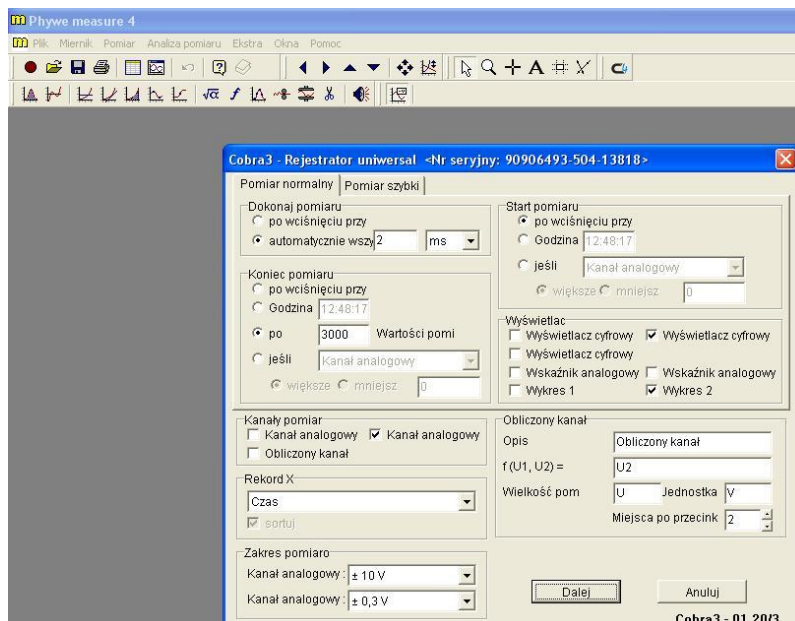 Phywe measure 4
Plik Miernik Pomiar Analiza pomiaru Ekstra Okna Pomoc
Cobra3 - Rejestrator uniwersal <Nr seryjny: 90906493-504-13818>
Pomiar normalny Pomiar szybki
Dokonaj pomiaru
po wciśnięciu przy
automatycznie wszy 2 ms
Koniec pomiaru
po wciśnięciu przy
Godzina 12:48:17
po 3000 Wartości pomi
jeśli Kanał analogowy
większe mniejsz 0
Start pomiaru
po wciśnięciu przy
Godzina 12:48:17
jeśli Kanał analogowy
większe mniejsz 0
Wyświetlac
Wyświetlacz cyfrowy Wyświetlacz cyfrowy
Wyświetlacz cyfrowy
Wskaźnik analogowy Wskaźnik analogowy
Wykres 1 Wykres 2
Kanały pomiar
Kanał analogowy Kanał analogowy
Obliczony kanał
Rekord X
Czas
sortuj
Zakres pomiaro
Kanał analogowy : ± 10 V
Kanał analogowy : ± 0,3 V
Obliczony kanał
Opis Obliczony kanał
f (U1, U2) = U2
Wielkość pom U Jednostka V
Miejsca po przecink 2
Dalej Anuluj
Cobra3 - 01.20/3